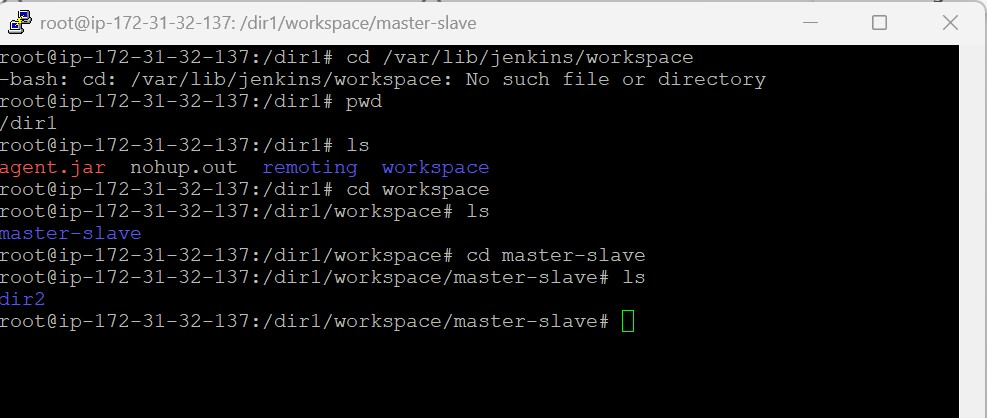 root@ip-172-31-32-137: /dir1/workspace/master-slave
root@ip-172-31-32-137:/dir1# cd /var/lib/jenkins/workspace
-bash: cd: /var/lib/jenkins/workspace: No such file or directory
root@ip-172-31-32-137:/dir1# pwd
/dir1
root@ip-172-31-32-137:/dir1# ls
agent.jar  nohup.out  remoting  workspace
root@ip-172-31-32-137:/dir1# cd workspace
root@ip-172-31-32-137:/dir1/workspace# ls
master-slave
root@ip-172-31-32-137:/dir1/workspace# cd master-slave
root@ip-172-31-32-137:/dir1/workspace/master-slave# ls
dir2
root@ip-172-31-32-137:/dir1/workspace/master-slave#